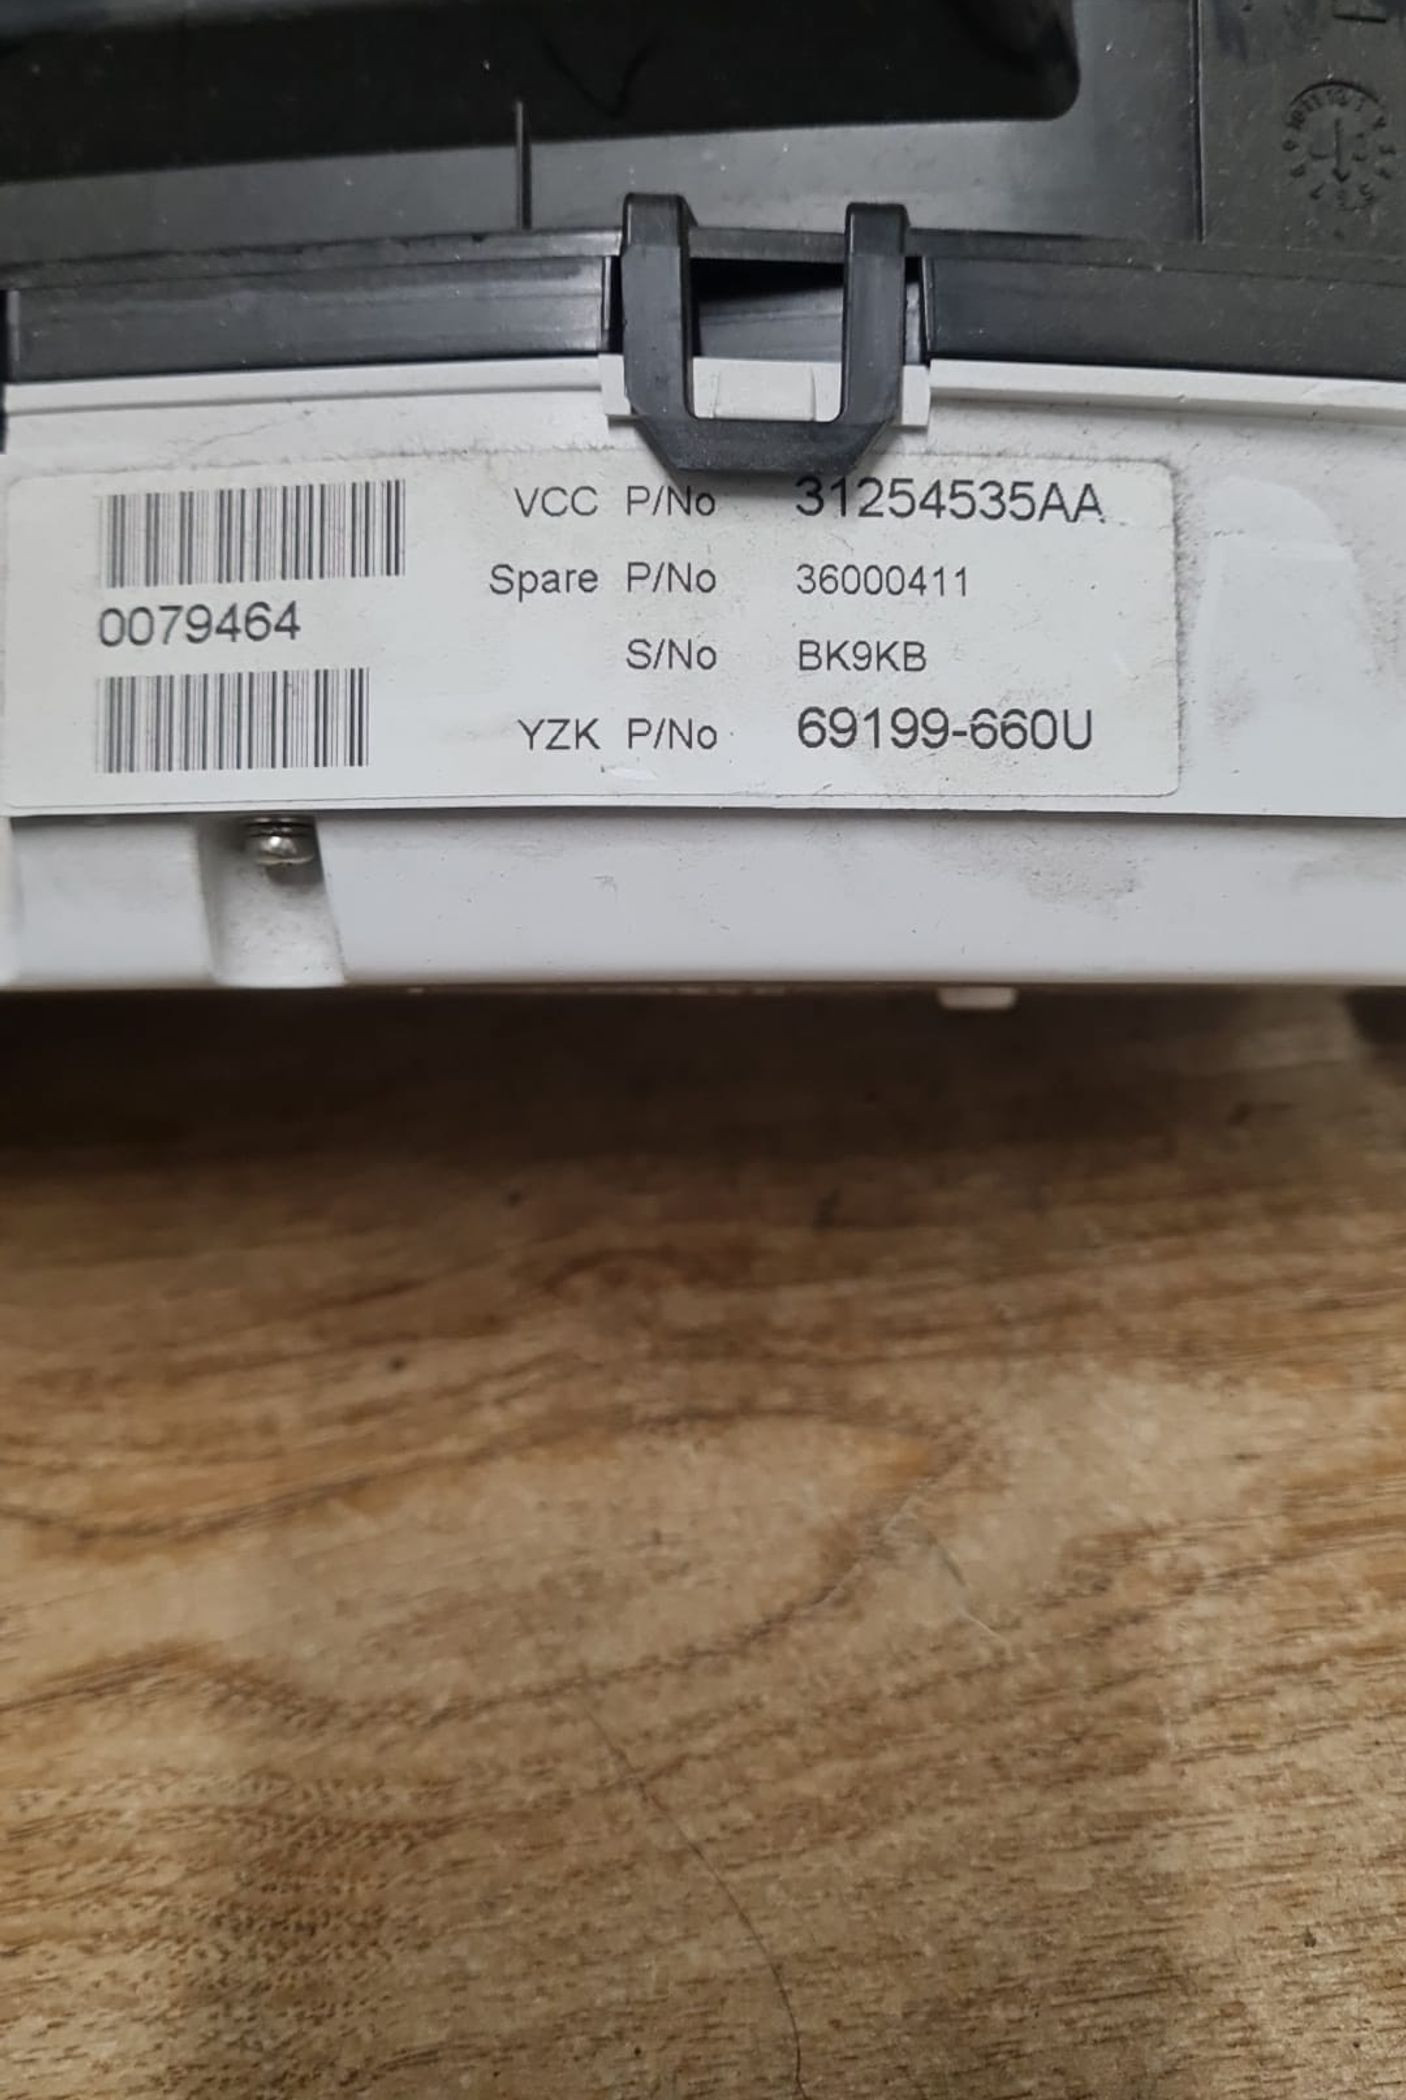 VCC P/No 31254535AA
Spare P/No 36000411
0079464
S/No BK9KB
YZK P/No 69199-660U